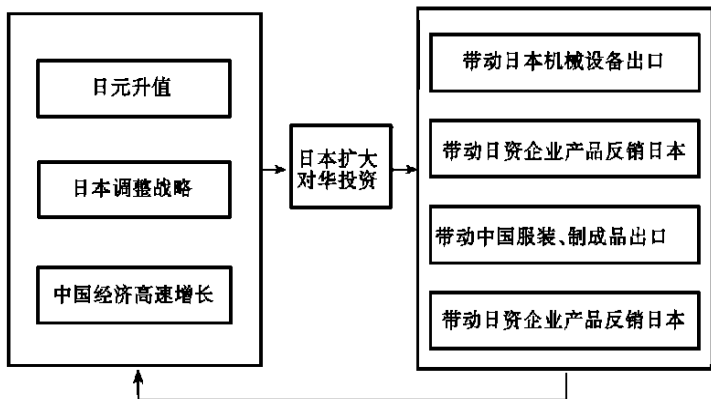 日元升值
日本调整战略
中国经济高速增长
日本扩大
对华投资
带动日本机械设备出口
带动日资企业产品反销日本
带动中国服装、制成品出口
带动日资企业产品反销日本